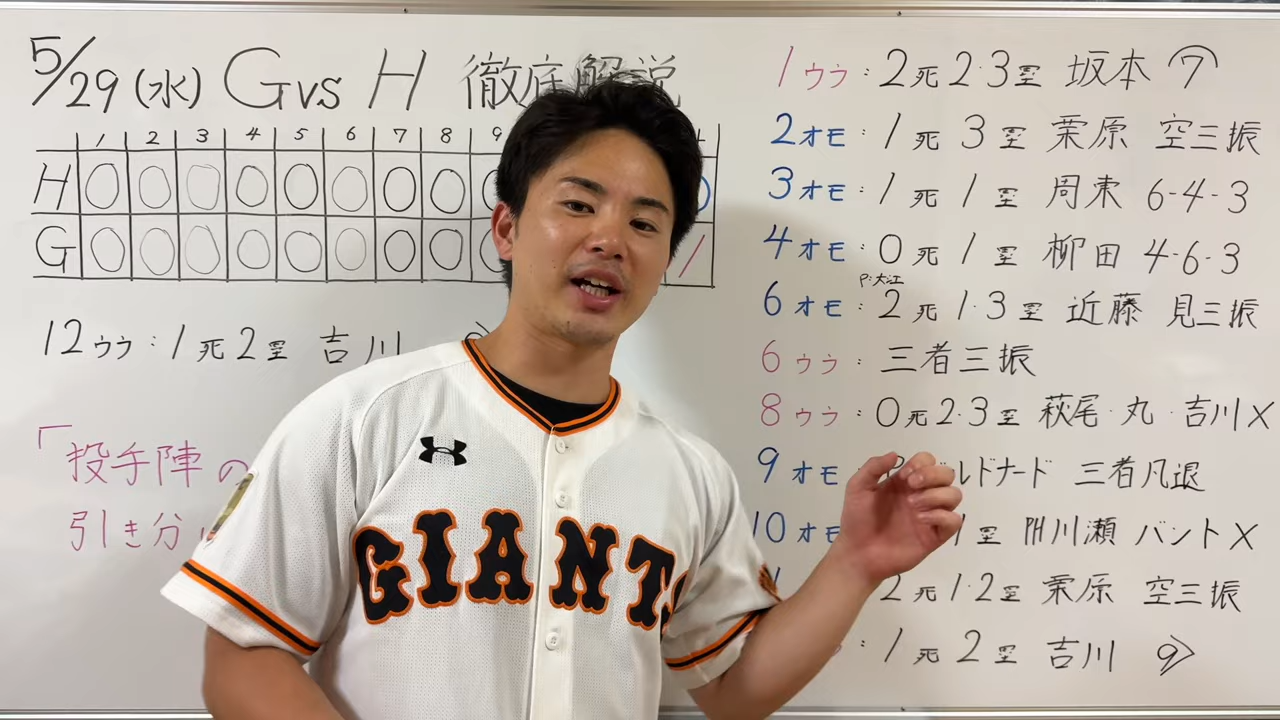 5/29(水) G vs H 徹底解説
1 2 3 4 5 6 7 8 9
H 0 0 0 0 0 0 0 0 0
G 0 0 0 0 0 0 0 0 1
12ウラ:1死2塁 吉川
「投手陣の
引き分
1ウラ:2死2・3塁 坂本 7
2オモ:1死3塁 栗原 空三振
3オモ:1死1塁 周東 6-4-3
4オモ:0死1塁 柳田 4-6-3
P:大江
6オモ:2死1・3塁 近藤 見三振
6ウラ:三者三振
8ウラ:0死2・3塁 萩尾・丸・吉川X
9オモ ルドナード 三者凡退
10オモ 1塁 川瀬 バントX
2死1・2塁 栗原 空三振
:1死2塁 吉川 9>
GIANTS